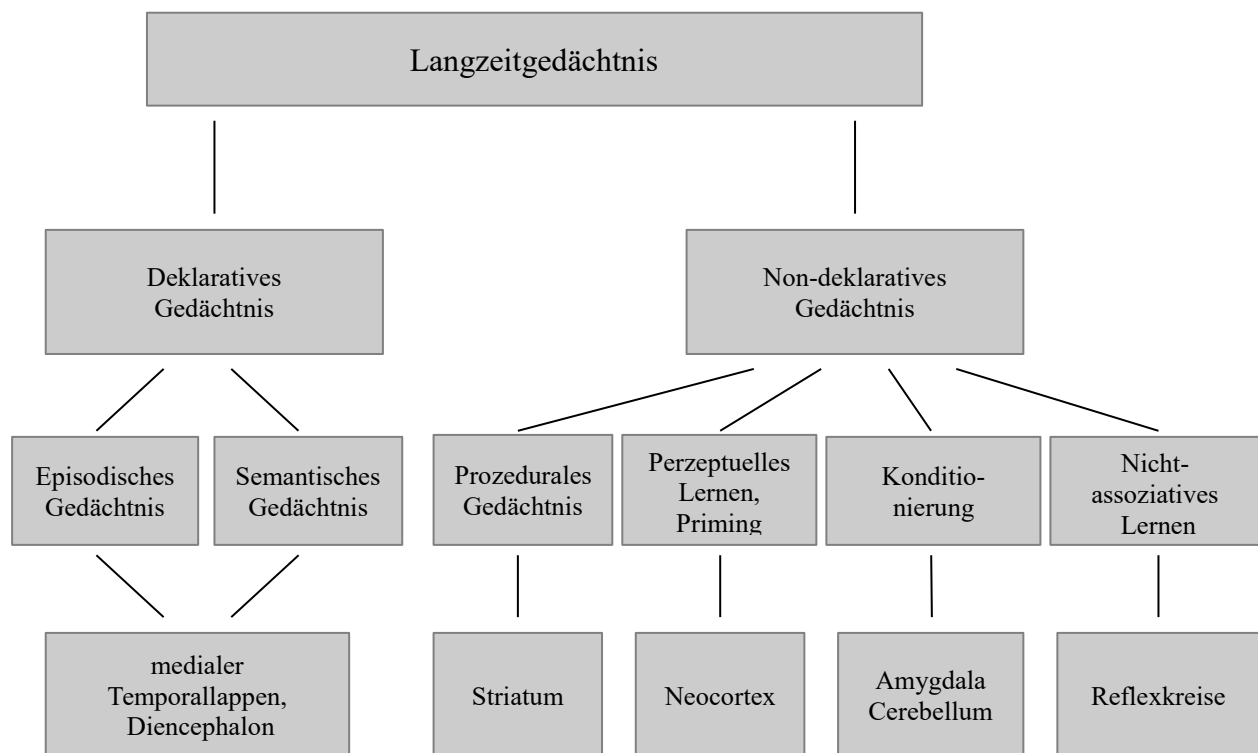 Langzeitgedächtnis
Deklaratives
Gedächtnis
Non-deklaratives
Gedächtnis
Episodisches
Gedächtnis
Semantisches
Gedächtnis
Prozedurales
Gedächtnis
Perzeptuelles
Lernen,
Priming
Konditio-
nierung
Nicht-
assoziatives
Lernen
medialer
Temporallappen,
Diencephalon
Striatum
Neocortex
Amygdala
Cerebellum
Reflexkreise